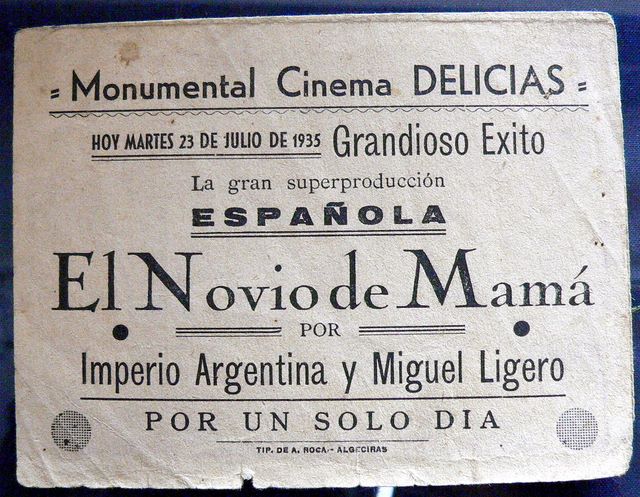 Monumental Cinema DELICIAS
HOY MARTES 23 DE JULIO DE 1935 Grandioso Exito
La gran superproducción
ESPAÑOLA
El Novio de Mamá
POR
Imperio Argentina y Miguel Ligero
POR UN SOLO DIA
TIP. DE A. ROCA.- ALGECIRAS